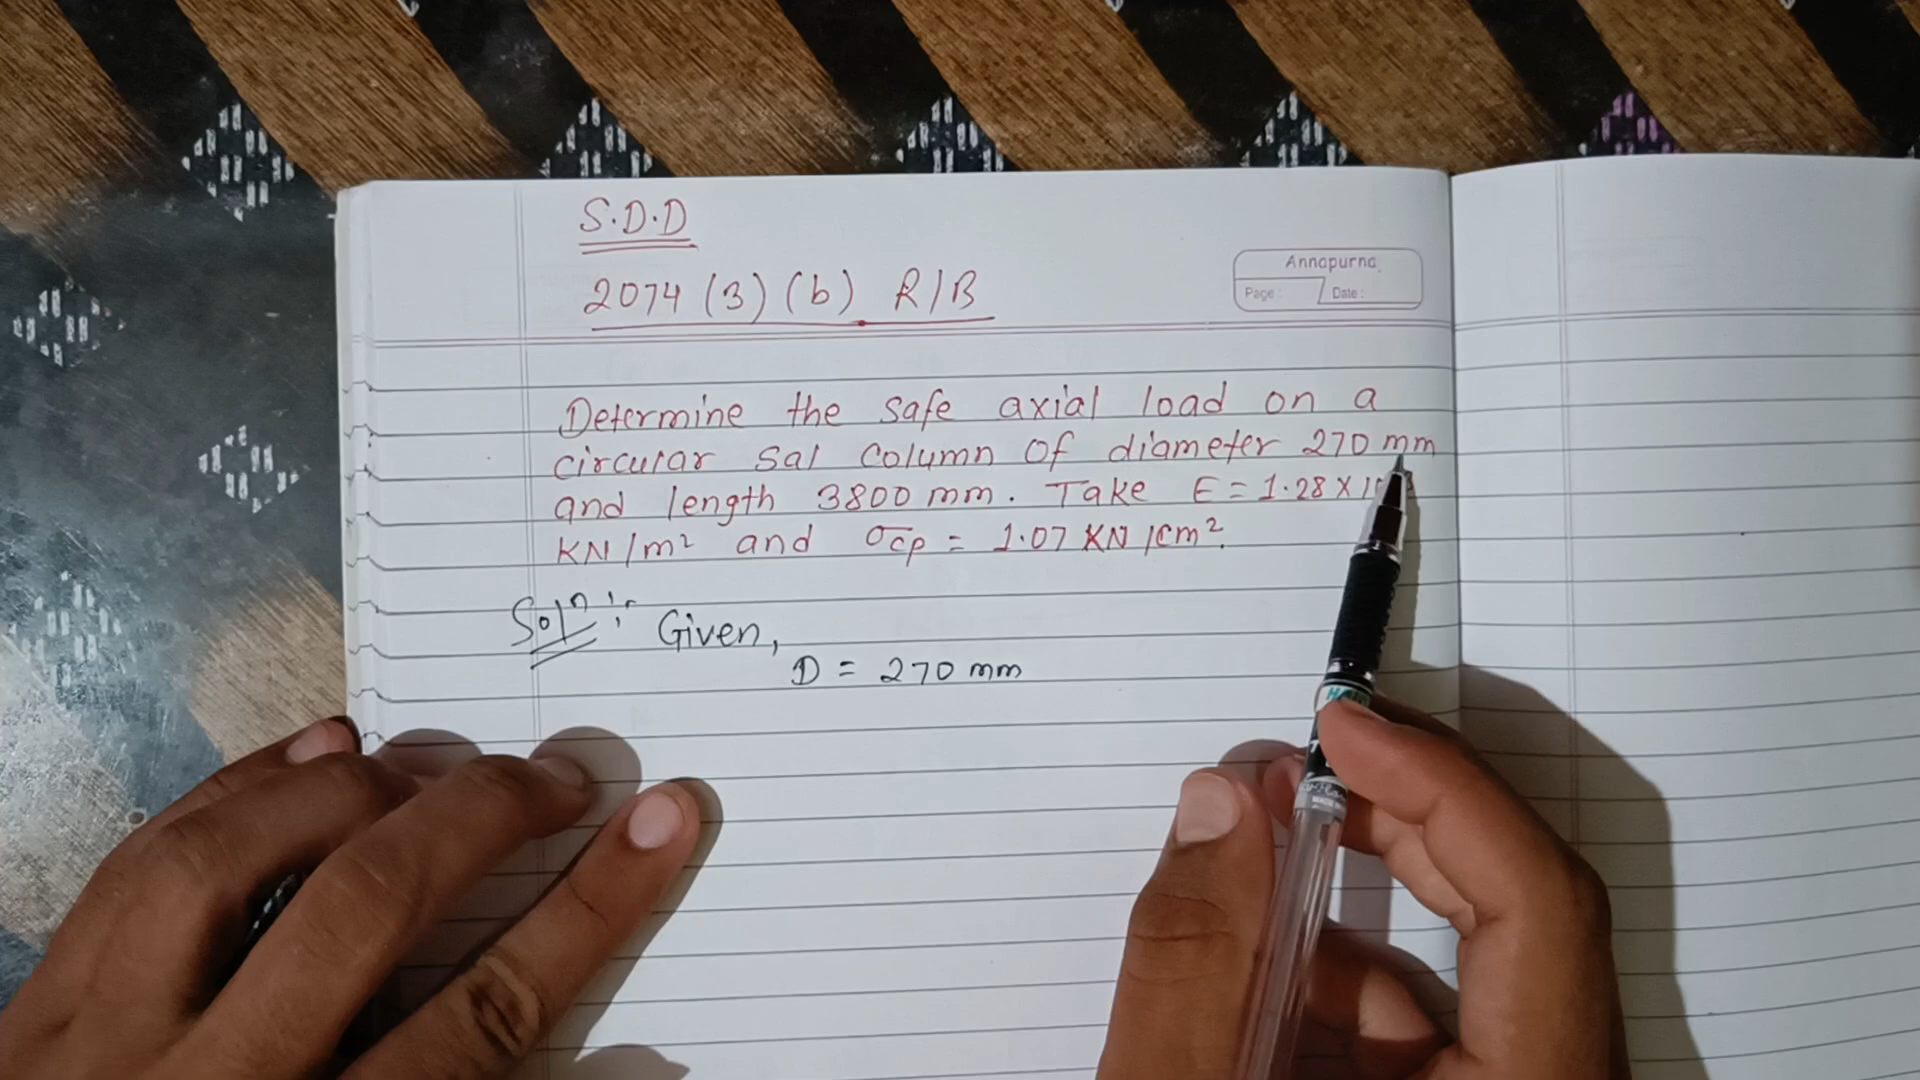 S.D.D
2074 (3) (b) R/B
Annapurna
Page: Date:
Determine the safe axial load on a
circular sal column of diameter 270 mm
and length 3800 mm. Take E = 1.28 X
KN/m² and σcp = 1.07 KN/cm².
Solⁿ:- Given,
D = 270 mm